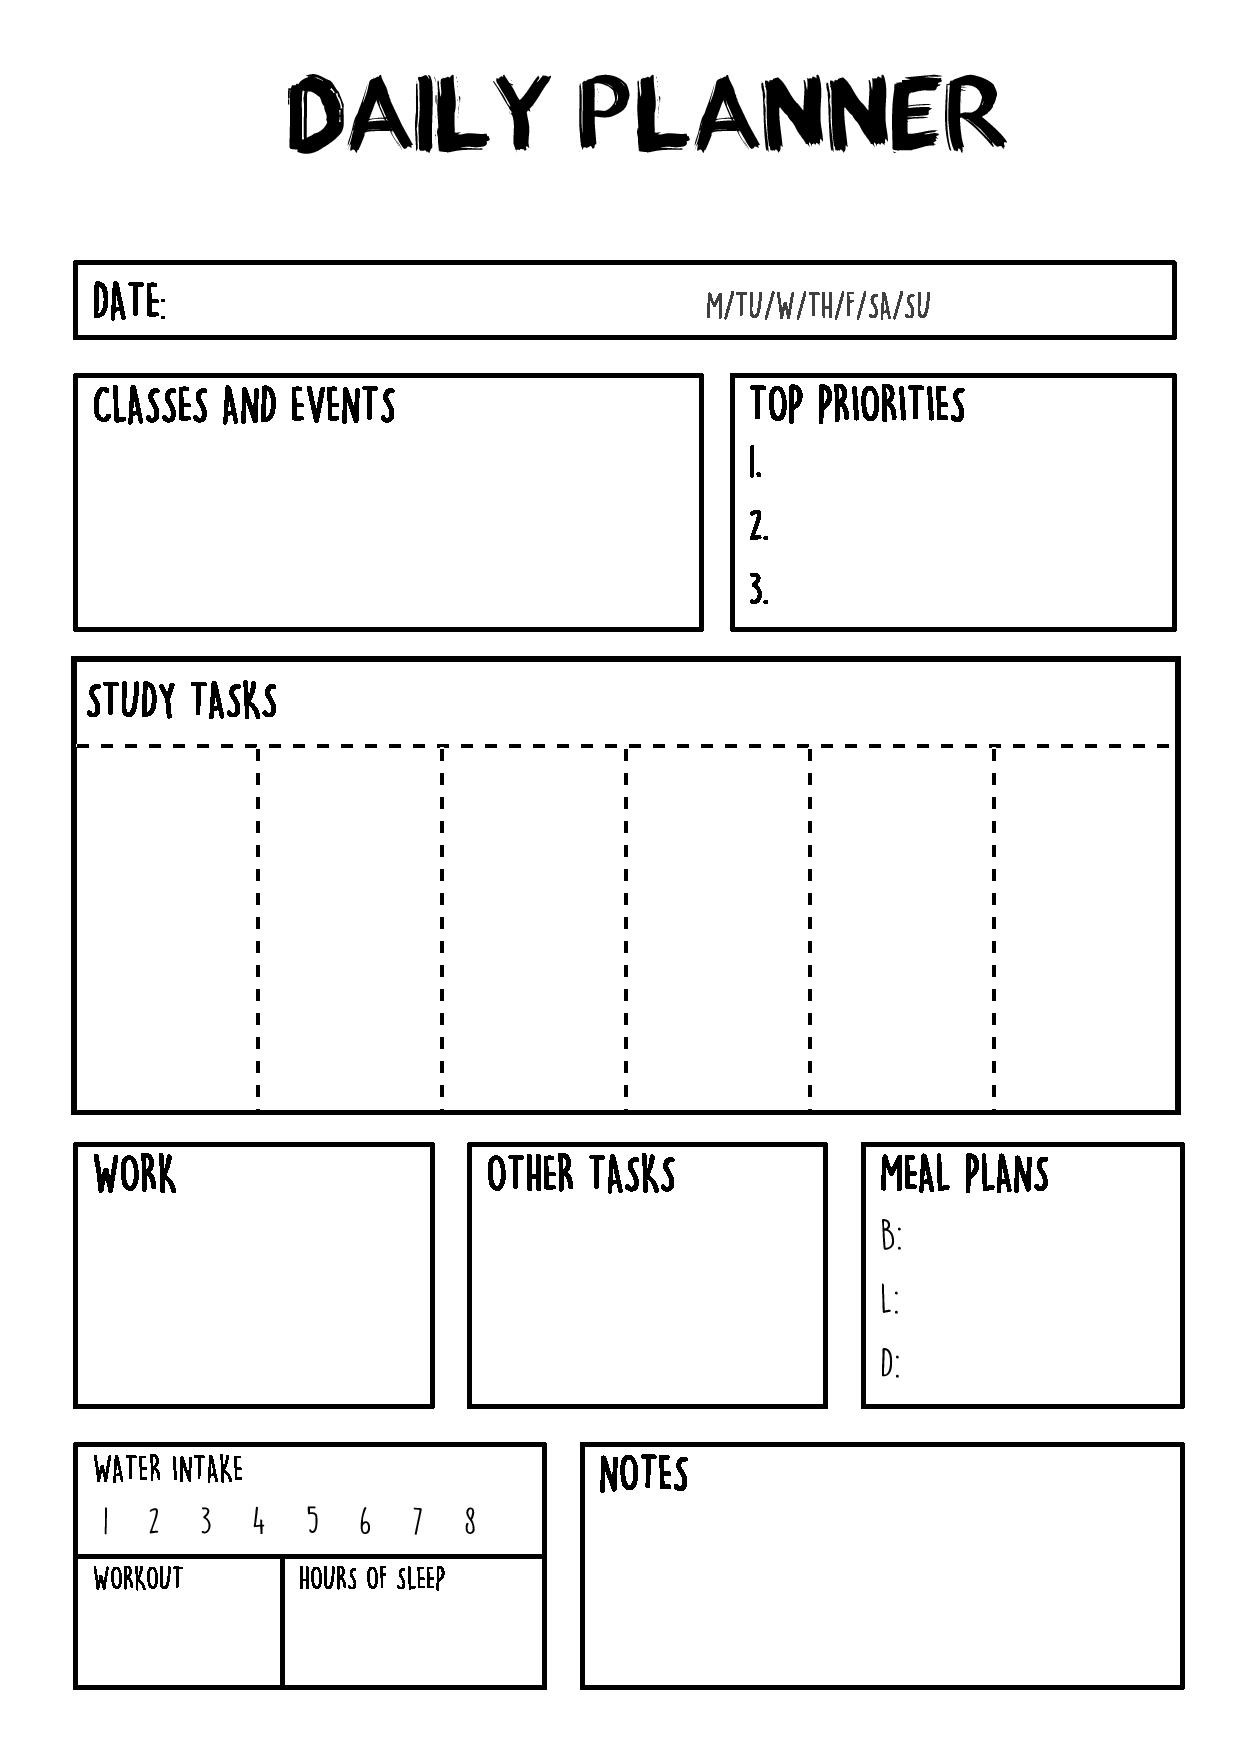 DAILY PLANNER
DATE: M/TU/W/TH/F/SA/SU
CLASSES AND EVENTS
TOP PRIORITIES
1.
2.
3.
STUDY TASKS
WORK
OTHER TASKS
MEAL PLANS
B:
L:
D:
WATER INTAKE
1 2 3 4 5 6 7 8
WORKOUT
HOURS OF SLEEP
NOTES